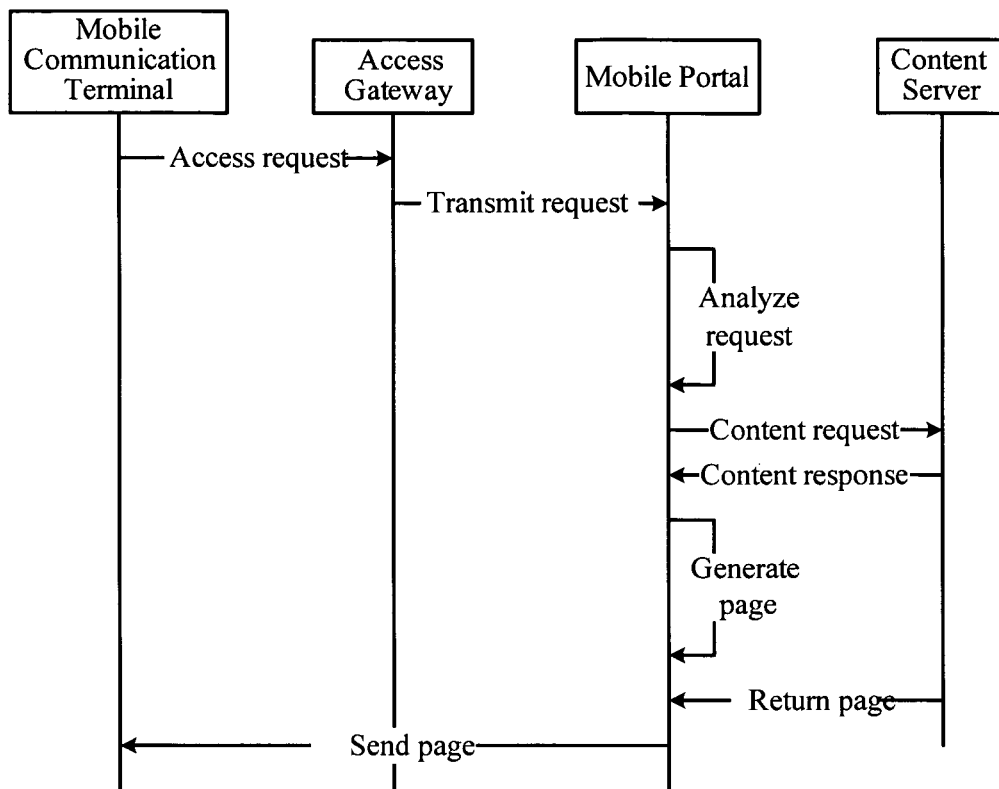 Mobile
Communication
Terminal
Access
Gateway
Mobile Portal
Content
Server
Access request
Transmit request
Analyze
request
Content request
Content response
Generate
page
Return page
Send page